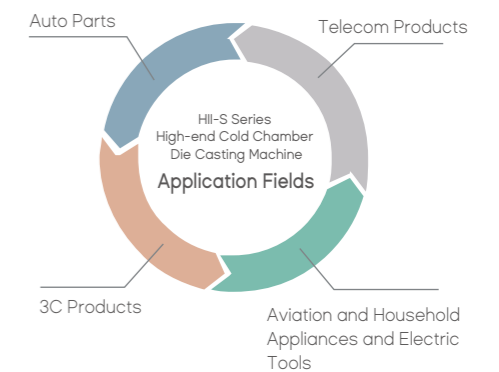 Auto Parts
Telecom Products
HII-S Series
High-end Cold Chamber
Die Casting Machine
Application Fields
3C Products
Aviation and Household
Appliances and Electric
Tools